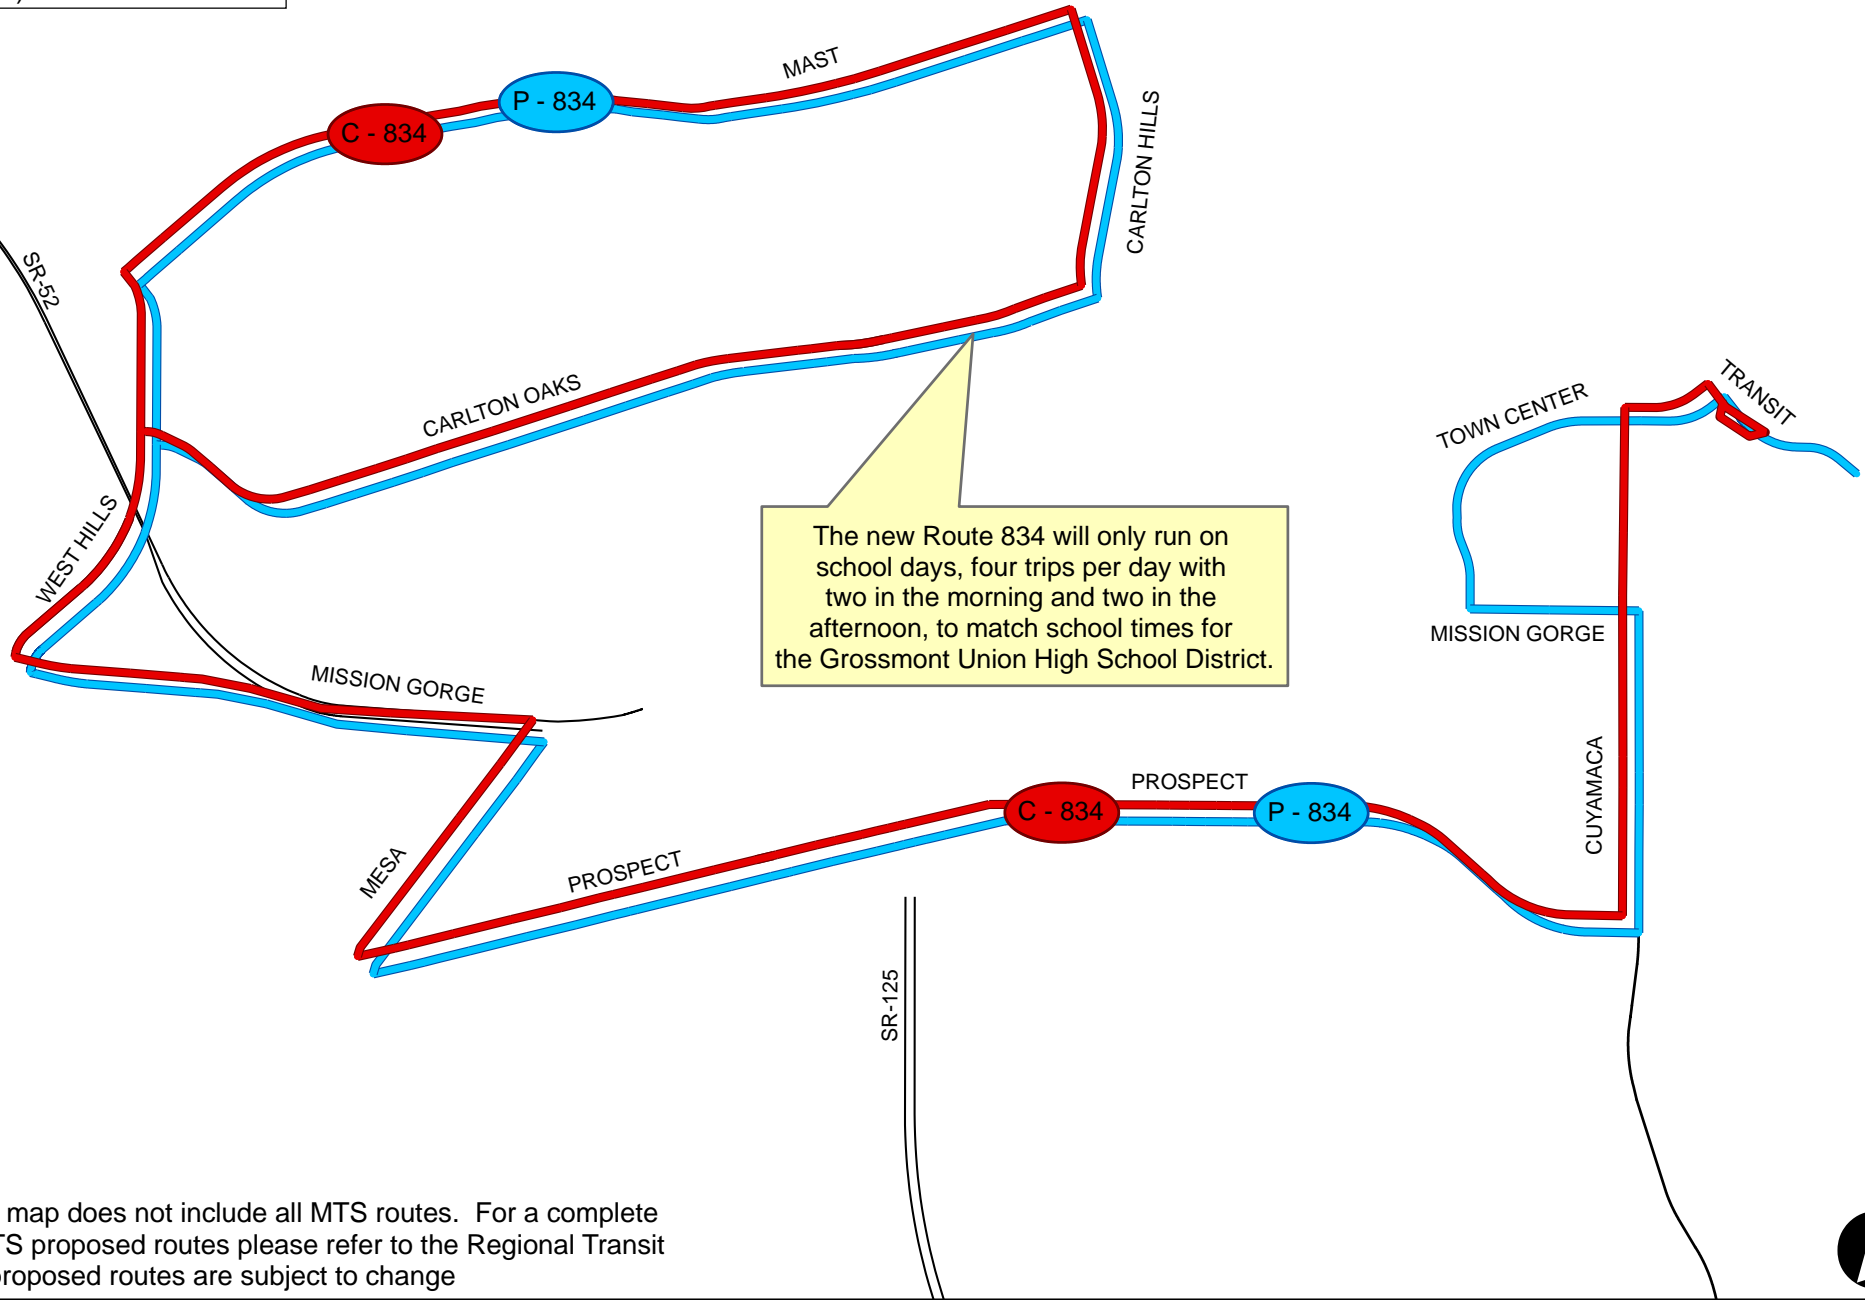 MAST
P - 834
C - 834
CARLTON HILLS
SR-52
CARLTON OAKS
TRANSIT
TOWN CENTER
WEST HILLS
The new Route 834 will only run on
school days, four trips per day with
two in the morning and two in the
afternoon, to match school times for
the Grossmont Union High School District.
MISSION GORGE
MISSION GORGE
CUYAMACA
PROSPECT
C - 834
P - 834
MESA
PROSPECT
SR-125
map does not include all MTS routes. For a complete
TS proposed routes please refer to the Regional Transit
proposed routes are subject to change